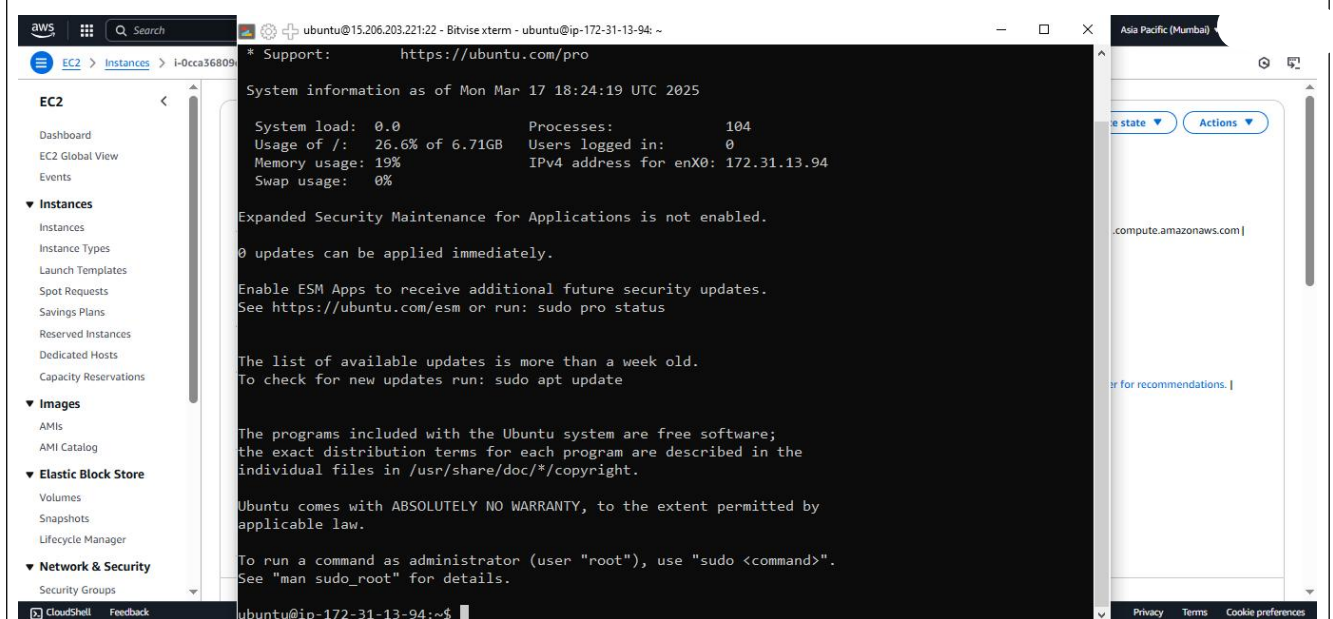 aws
Search
ubuntu@15.206.203.221:22 - Bitvise xterm - ubuntu@ip-172-31-13-94: ~
Asia Pacific (Mumbai)
EC2 > Instances > i-0cca36809
EC2
Dashboard
EC2 Global View
Events
Instances
Instances
Instance Types
Launch Templates
Spot Requests
Savings Plans
Reserved Instances
Dedicated Hosts
Capacity Reservations
Images
AMIs
AMI Catalog
Elastic Block Store
Volumes
Snapshots
Lifecycle Manager
Network & Security
Security Groups
* Support: https://ubuntu.com/pro
System information as of Mon Mar 17 18:24:19 UTC 2025
System load: 0.0 Processes: 104
Usage of /: 26.6% of 6.71GB Users logged in: 0
Memory usage: 19% IPv4 address for enX0: 172.31.13.94
Swap usage: 0%
Expanded Security Maintenance for Applications is not enabled.
0 updates can be applied immediately.
Enable ESM Apps to receive additional future security updates.
See https://ubuntu.com/esm or run: sudo pro status
The list of available updates is more than a week old.
To check for new updates run: sudo apt update
The programs included with the Ubuntu system are free software;
the exact distribution terms for each program are described in the
individual files in /usr/share/doc/*/copyright.
Ubuntu comes with ABSOLUTELY NO WARRANTY, to the extent permitted by
applicable law.
To run a command as administrator (user "root"), use "sudo <command>".
See "man sudo_root" for details.
ubuntu@ip-172-31-13-94:~$
e state
Actions
.compute.amazonaws.com |
er for recommendations. |
CloudShell Feedback
Privacy Terms Cookie preferences